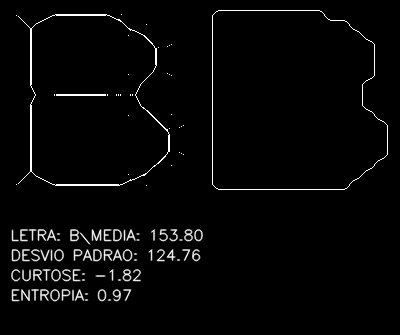 LETRA: B\MEDIA: 153.80
DESVIO PADRAO: 124.76
CURTOSE: -1.82
ENTROPIA: 0.97